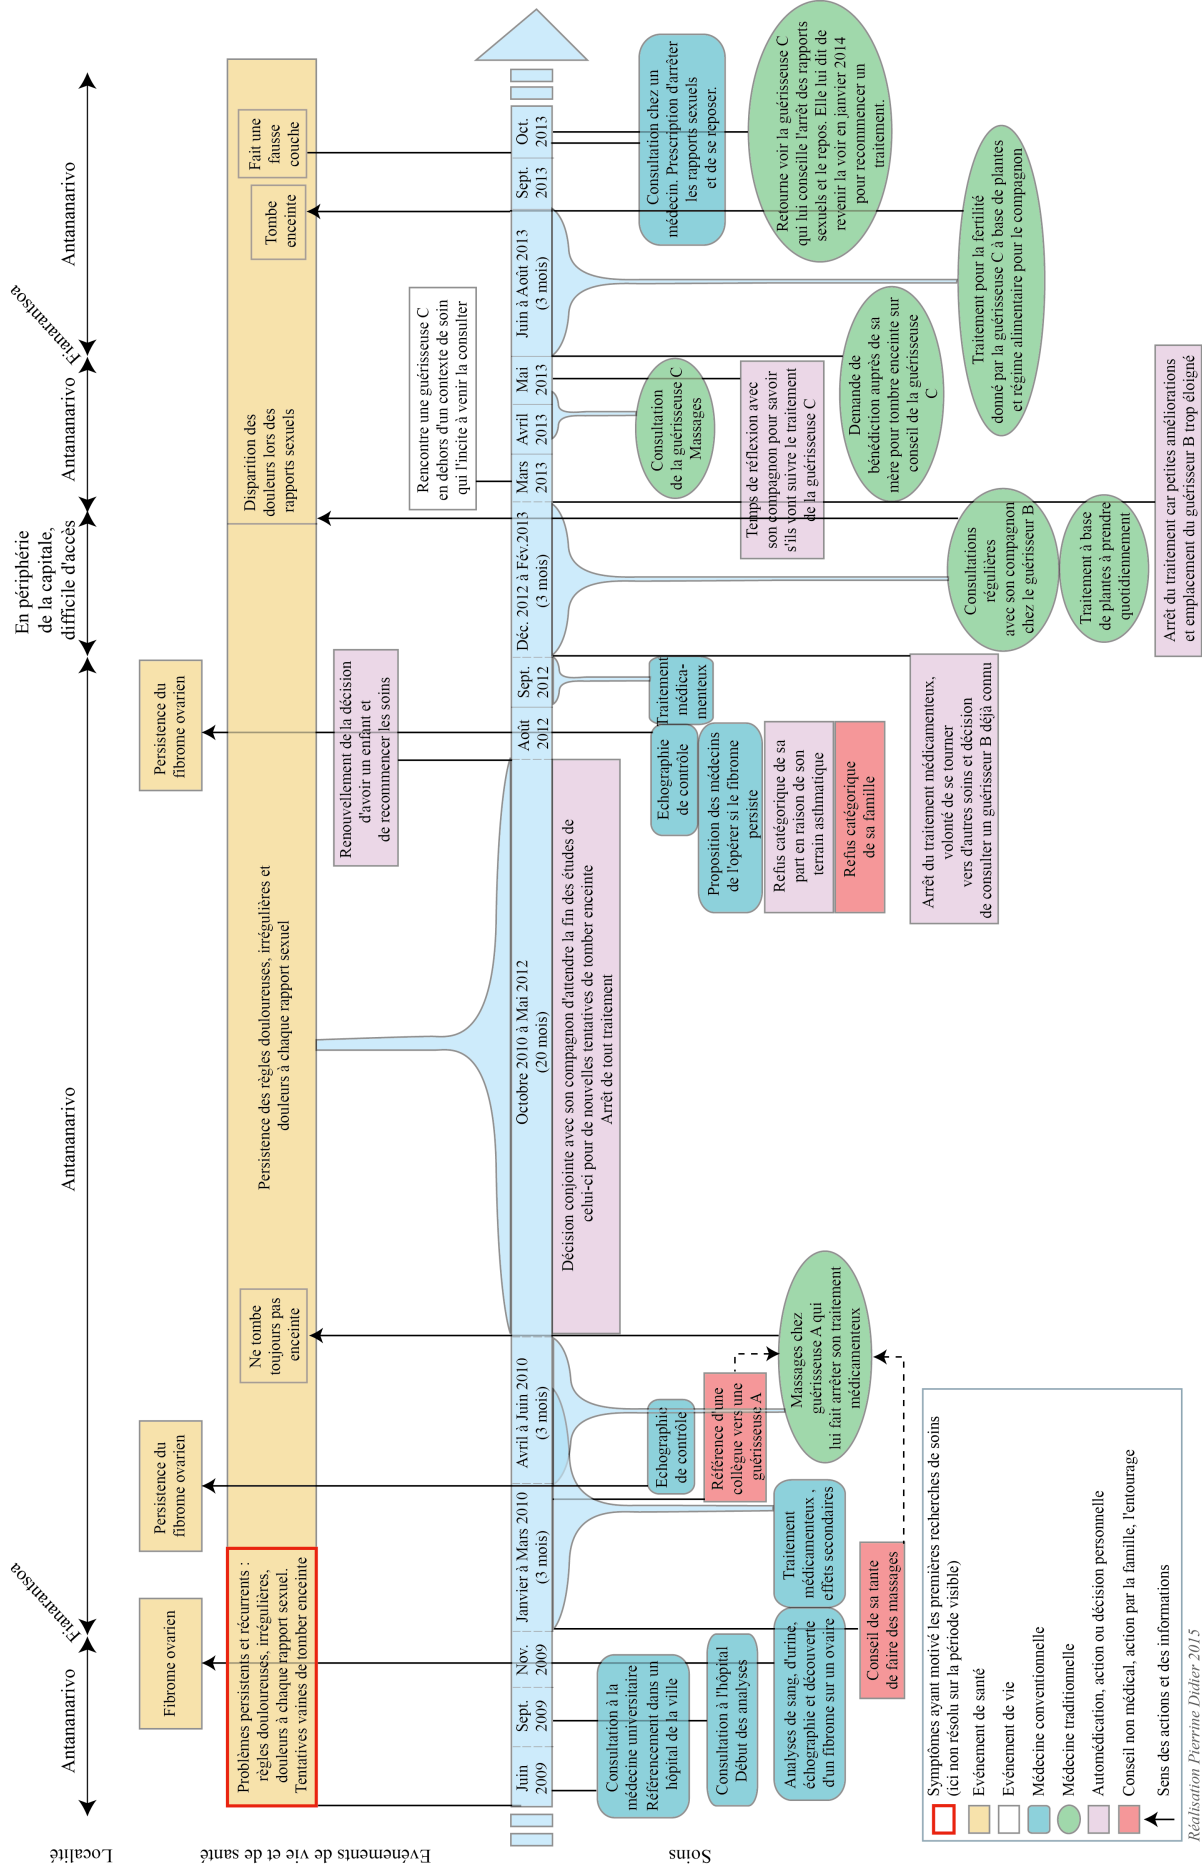 Localité
Evénements de vie et de santé
Soins
Antananarivo
Fianarantsoa
Antananarivo
En périphérie
de la capitale,
difficile d'accès
Antananarivo
Fianarantsoa
Antananarivo
Fibrome ovarien
Persistence du
fibrome ovarien
Persistence du
fibrome ovarien
Problèmes persistents et récurrents :
règles douloureuses, irrégulières,
douleurs à chaque rapport sexuel.
Tentatives vaines de tomber enceinte
Ne tombe
toujours pas
enceinte
Persistence des règles douloureuses, irrégulières et
douleurs à chaque rapport sexuel
Disparition des
douleurs lors des
rapports sexuels
Tombe
enceinte
Fait une
fausse
couche
Renouvellement de la décision
d'avoir un enfant et
de recommencer les soins
Rencontre une guérisseuse C
en dehors d'un contexte de soin
qui l'incite à venir la consulter
Juin
2009
Sept.
2009
Nov.
2009
Janvier à Mars 2010
(3 mois)
Avril à Juin 2010
(3 mois)
Octobre 2010 à Mai 2012
(20 mois)
Août
2012
Sept.
2012
Déc. 2012 à Fév.2013
(3 mois)
Mars
2013
Avril
2013
Mai
2013
Juin à Août 2013
(3 mois)
Sept.
2013
Oct.
2013
Consultation à la
médecine universitaire
Référencement dans un
hôpital de la ville
Consultation à l'hôpital
Début des analyses
Analyses de sang, d'urine,
échographie et découverte
d'un fibrome sur un ovaire
Traitement
médicamenteux ,
effets secondaires
Conseil de sa tante
de faire des massages
Echographie
de contrôle
Référence d'une
collègue vers une
guérisseuse A
Massages chez
guérisseuse A qui
lui fait arrêter son traitement
médicamenteux
Décision conjointe avec son compagnon d'attendre la fin des études de
celui-ci pour de nouvelles tentatives de tomber enceinte
Arrêt de tout traitement
Echographie
de contrôle
Traitement
médica-
menteux
Proposition des médecins
de l'opérer si le fibrome
persiste
Refus catégorique de sa
part en raison de son
terrain asthmatique
Refus catégorique
de sa famille
Arrêt du traitement médicamenteux,
volonté de se tourner
vers d'autres soins et décision
de consulter un guérisseur B déjà connu
Consultations
régulières
avec son compagnon
chez le guérisseur B
Traitement à base
de plantes à prendre
quotidiennement
Arrêt du traitement car petites améliorations
et emplacement du guérisseur B trop éloigné
Consultation
de la guérisseuse C
Massages
Temps de réflexion avec
son compagnon pour savoir
s'ils vont suivre le traitement
de la guérisseuse C
Demande de
bénédiction auprès de sa
mère pour tombre enceinte sur
conseil de la guérisseuse
C
Traitement pour la fertilité
donné par la guérisseuse C à base de plantes
et régime alimentaire pour le compagnon
Consultation chez un
médecin. Prescription d'arrêter
les rapports sexuels
et de se reposer.
Retourne voir la guérisseuse C
qui lui conseille l'arrêt des rapports
sexuels et le repos. Elle lui dit de
revenir la voir en janvier 2014
pour recommencer un
traitement.
Symptômes ayant motivé les premières recherches de soins
(ici non résolu sur la période visible)
Evénement de santé
Evénement de vie
Médecine conventionnelle
Médecine traditionnelle
Automédication, action ou décision personnelle
Conseil non médical, action par la famille, l'entourage
Sens des actions et des informations
Réalisation Pierrine Didier 2015